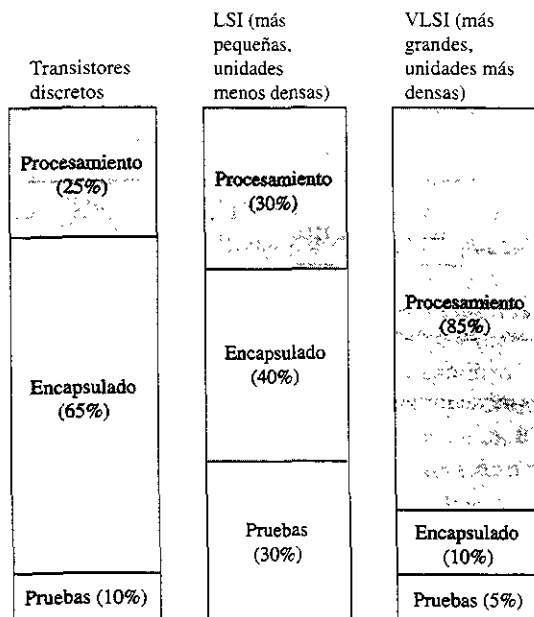 Transistores
discretos
Procesamiento
(25%)
Encapsulado
(65%)
Pruebas (10%)
LSI (más
pequeñas,
unidades
menos densas)
Procesamiento
(30%)
Encapsulado
(40%)
Pruebas
(30%)
VLSI (más
grandes,
unidades más
densas)
Procesamiento
(85%)
Encapsulado
(10%)
Pruebas (5%)